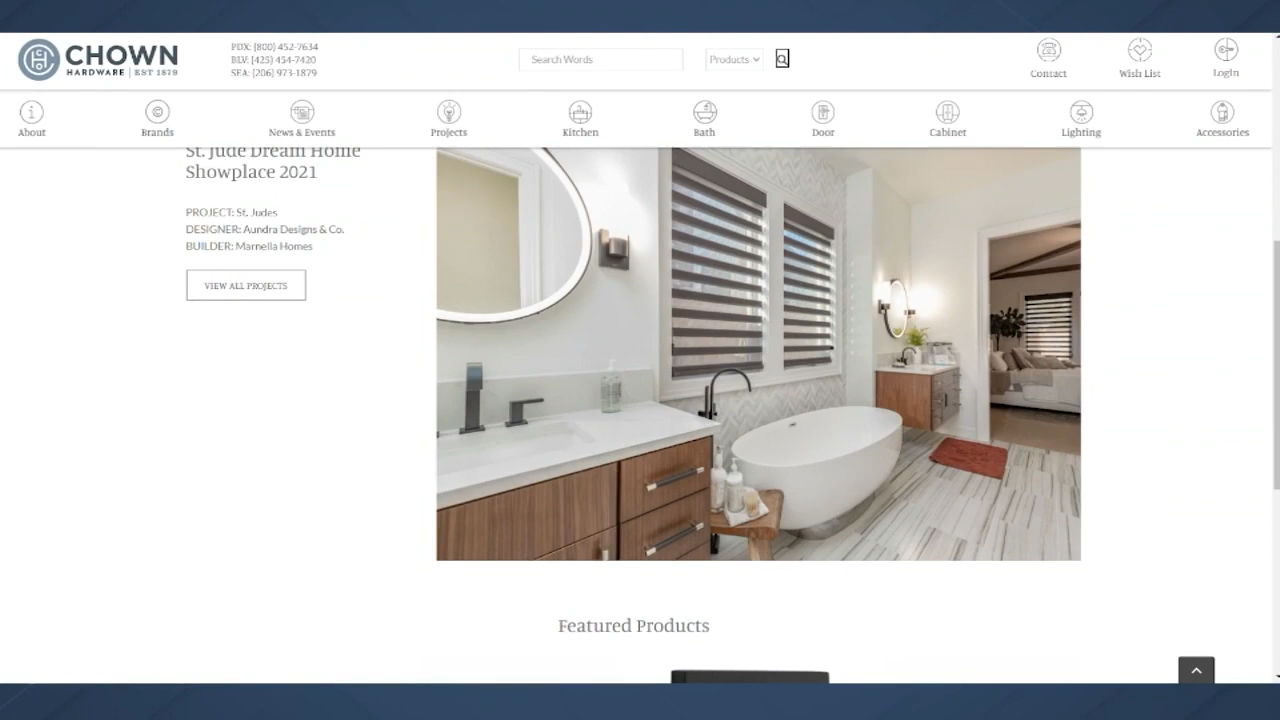 CHOWN
HARDWARE | EST 1879
PDX: (800) 452-7634
BLV: (425) 454-7420
SEA: (206) 973-1879
Search Words
Products
Contact
Wish List
LogIn
About
Brands
News & Events
Projects
Kitchen
Bath
Door
Cabinet
Lighting
Accessories
St. Jude Dream Home
Showplace 2021
PROJECT: St. Judes
DESIGNER: Aundra Designs & Co.
BUILDER: Marnella Homes
VIEW ALL PROJECTS
Featured Products